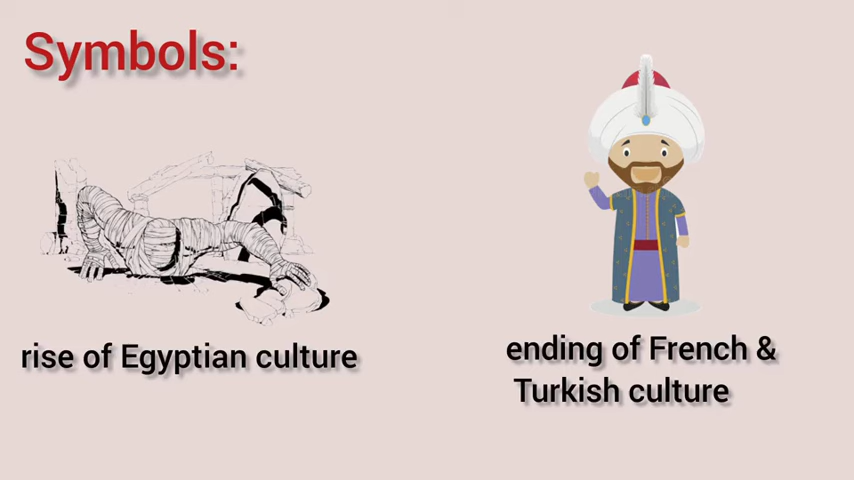 Symbols:
rise of Egyptian culture
ending of French &
Turkish culture